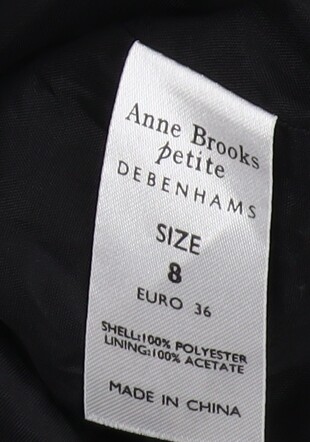 Anne Brooks
petite
DEBENHAMS
SIZE
8
EURO 36
SHELL:100% POLYESTER
LINING:100% ACETATE
MADE IN CHINA